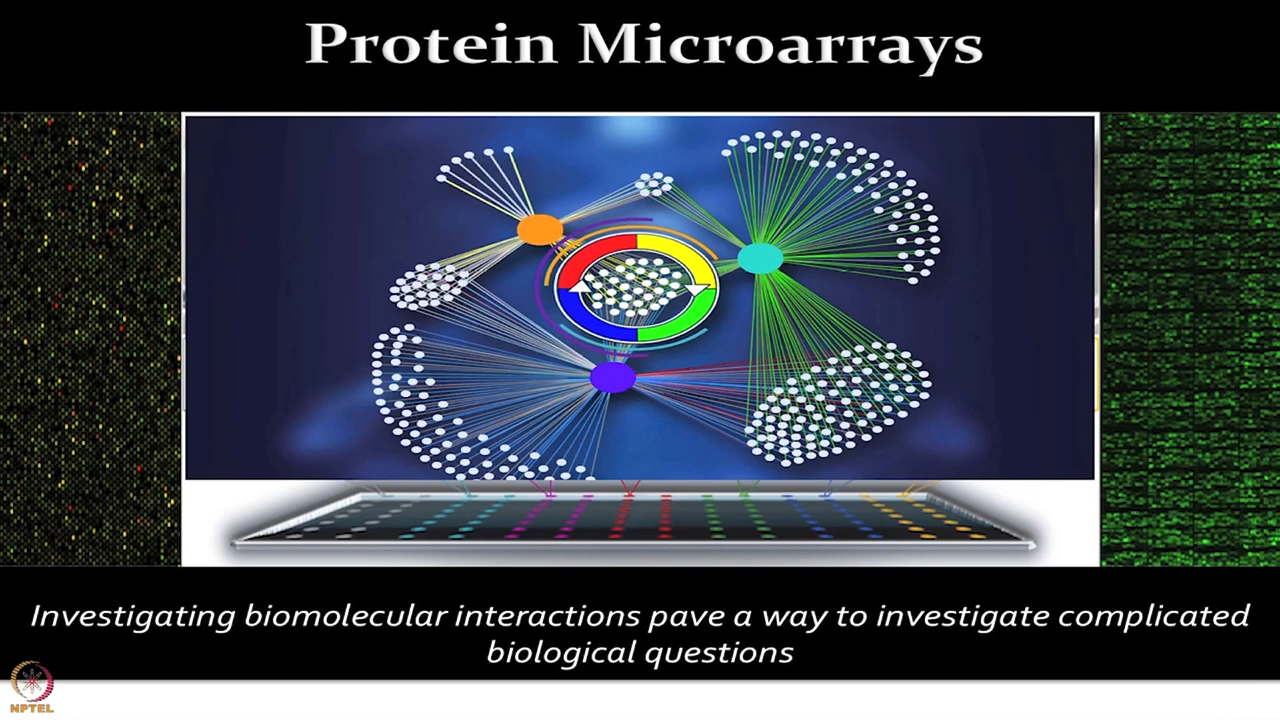 Protein Microarrays
Investigating biomolecular interactions pave a way to investigate complicated
biological questions
NPTEL